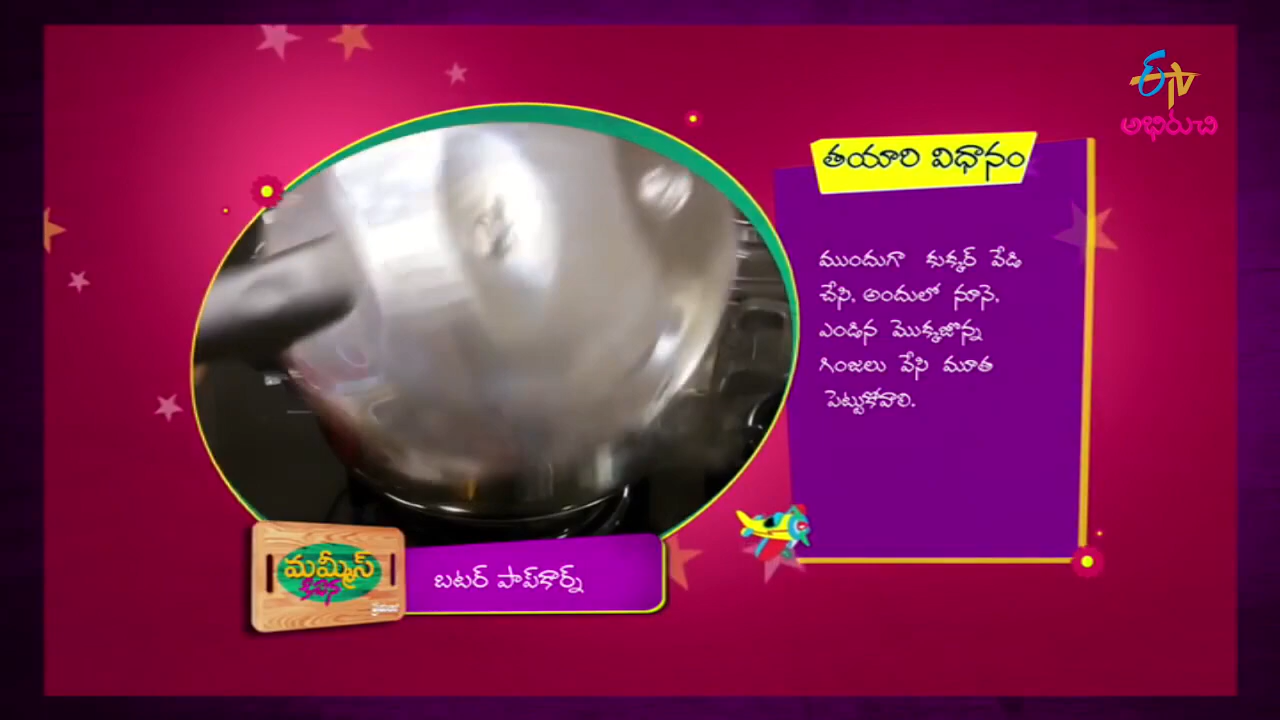 ETV
అభిరుచి
తయారి విధానం
ముందుగా కుక్కర్ వేడి
చేసి, అందులో నూనె,
ఎండిన మొక్కజొన్న
గింజలు వేసి మూత
పెట్టుకోవాలి.
మమ్మీస్
కిచెన్
బటర్ పాప్‌కార్న్